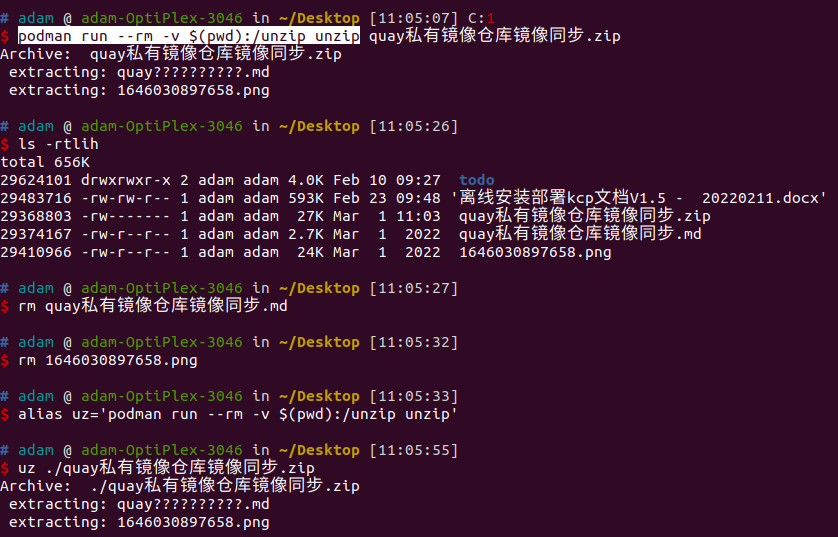 # adam @ adam-OptiPlex-3046 in ~/Desktop [11:05:07] C:1
$ podman run --rm -v $(pwd):/unzip unzip quay私有镜像仓库镜像同步.zip
Archive:  quay私有镜像仓库镜像同步.zip
 extracting: quay??????????.md
 extracting: 1646030897658.png
# adam @ adam-OptiPlex-3046 in ~/Desktop [11:05:26]
$ ls -rtlih
total 656K
29624101 drwxrwxr-x 2 adam adam 4.0K Feb 10 09:27  todo
29483716 -rw-rw-r-- 1 adam adam 593K Feb 23 09:48 '离线安装部署kcp文档V1.5 -  20220211.docx'
29368803 -rw------- 1 adam adam  27K Mar  1 11:03  quay私有镜像仓库镜像同步.zip
29374167 -rw-r--r-- 1 adam adam 2.7K Mar  1  2022  quay私有镜像仓库镜像同步.md
29410966 -rw-r--r-- 1 adam adam  24K Mar  1  2022  1646030897658.png
# adam @ adam-OptiPlex-3046 in ~/Desktop [11:05:27]
$ rm quay私有镜像仓库镜像同步.md
# adam @ adam-OptiPlex-3046 in ~/Desktop [11:05:32]
$ rm 1646030897658.png
# adam @ adam-OptiPlex-3046 in ~/Desktop [11:05:33]
$ alias uz='podman run --rm -v $(pwd):/unzip unzip'
# adam @ adam-OptiPlex-3046 in ~/Desktop [11:05:55]
$ uz ./quay私有镜像仓库镜像同步.zip
Archive:  ./quay私有镜像仓库镜像同步.zip
 extracting: quay??????????.md
 extracting: 1646030897658.png